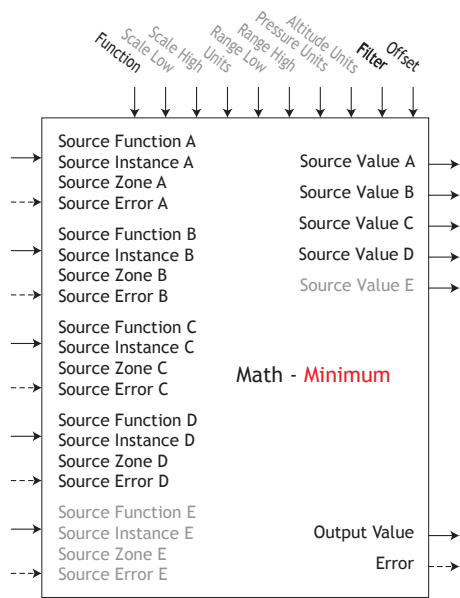 Function
Scale Low
Scale High
Units
Range Low
Range High
Pressure Units
Altitude Units
Filter
Offset
Source Function A
Source Instance A
Source Zone A
Source Error A
Source Function B
Source Instance B
Source Zone B
Source Error B
Source Function C
Source Instance C
Source Zone C
Source Error C
Source Function D
Source Instance D
Source Zone D
Source Error D
Source Function E
Source Instance E
Source Zone E
Source Error E
Source Value A
Source Value B
Source Value C
Source Value D
Source Value E
Math - Minimum
Output Value
Error